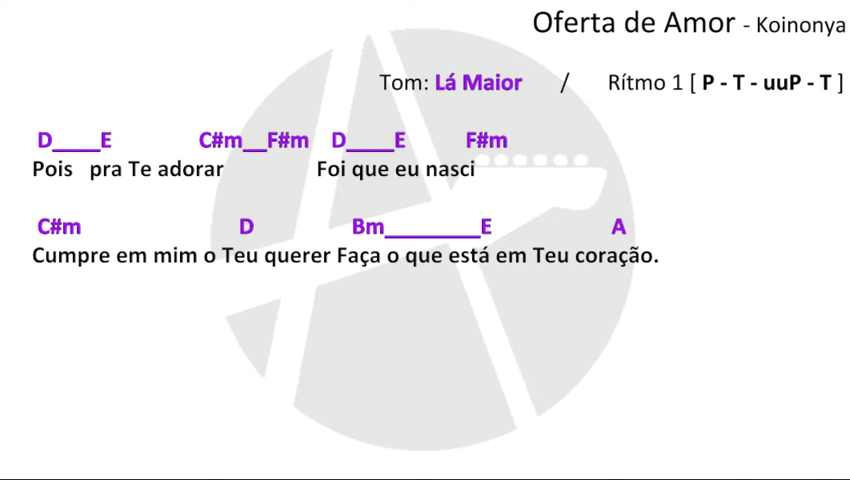 Oferta de Amor - Koinonya
Tom: Lá Maior / Rítmo 1 [ P - T - uuP - T ]
D____E C#m__F#m D____E F#m
Pois pra Te adorar Foi que eu nasci
C#m D Bm________E A
Cumpre em mim o Teu querer Faça o que está em Teu coração.